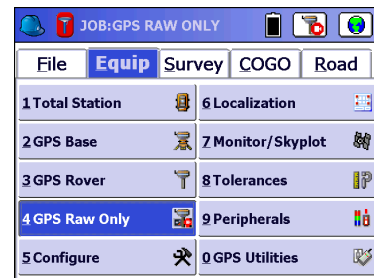 JOB:GPS RAW ONLY
File Equip Survey COGO Road
1 Total Station 6 Localization
2 GPS Base 7 Monitor/Skyplot
3 GPS Rover 8 Tolerances
4 GPS Raw Only 9 Peripherals
5 Configure 0 GPS Utilities